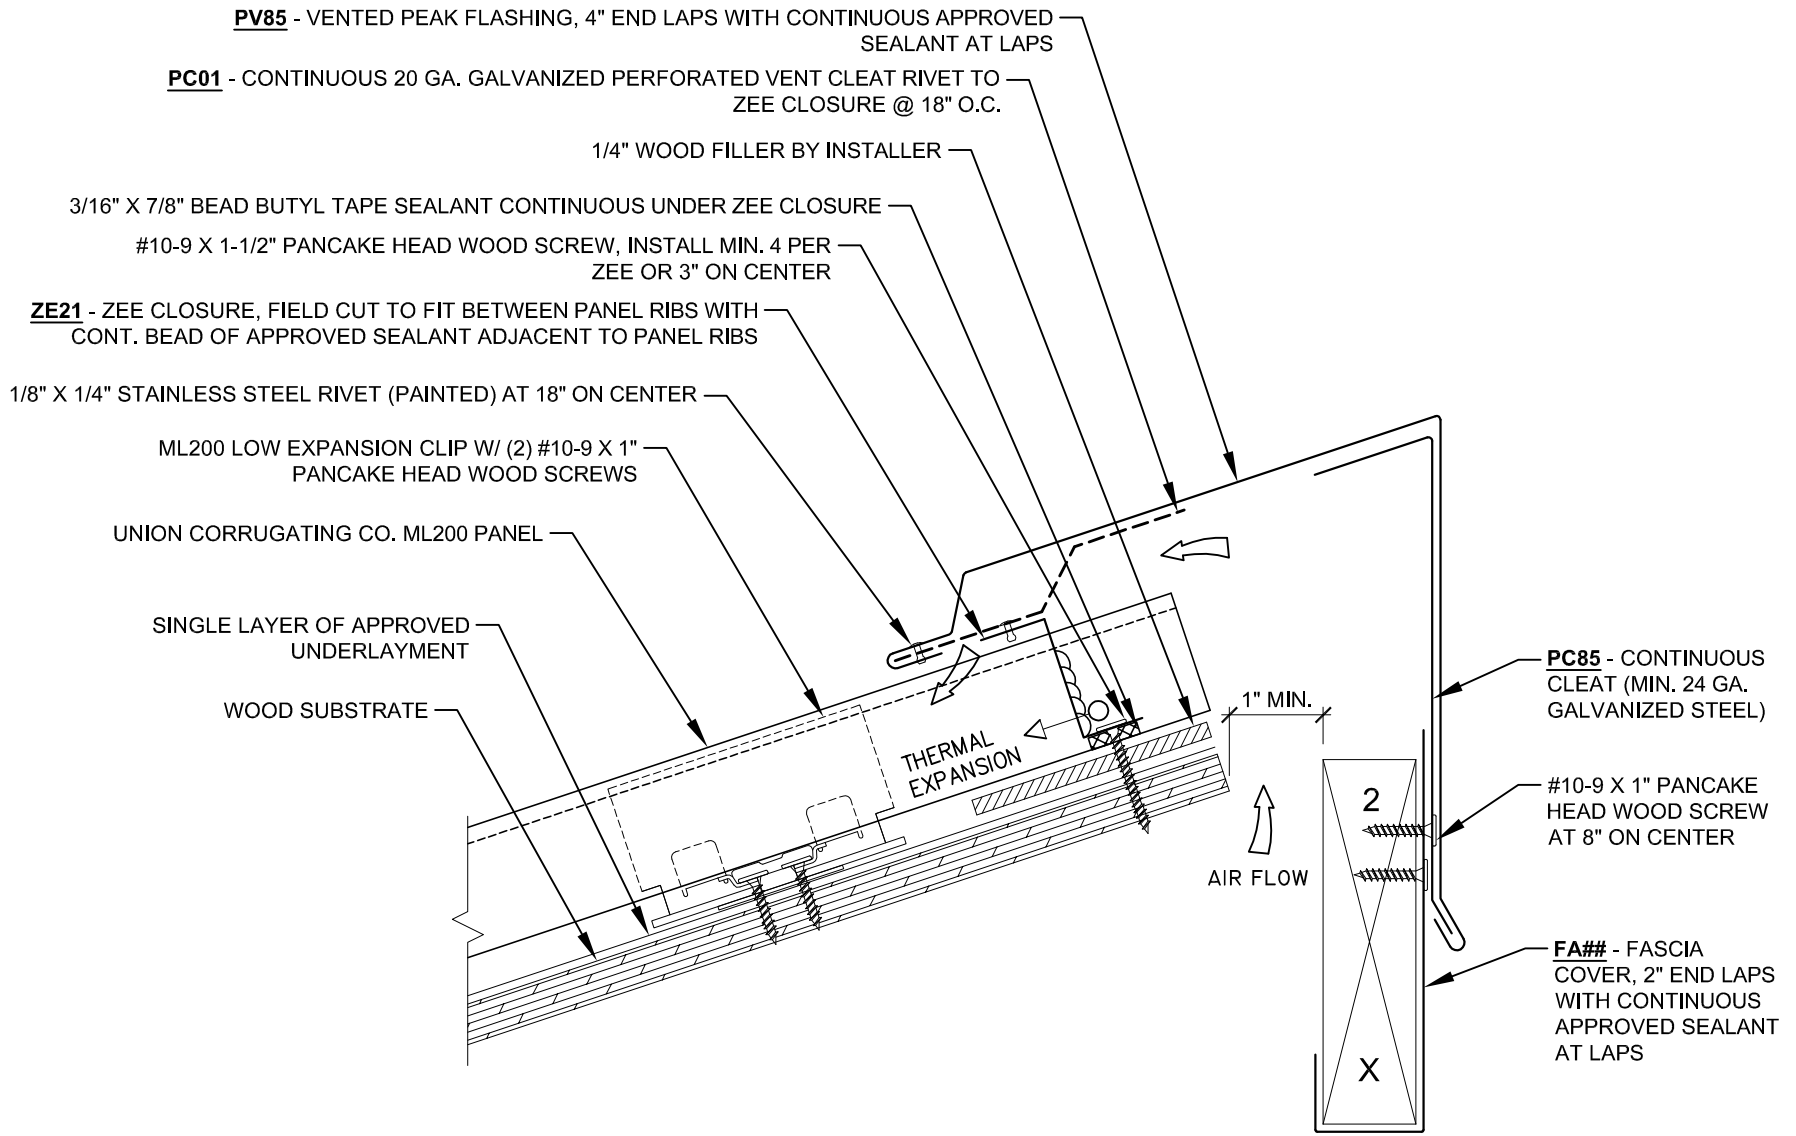 PV85 - VENTED PEAK FLASHING, 4" END LAPS WITH CONTINUOUS APPROVED
SEALANT AT LAPS
PC01 - CONTINUOUS 20 GA. GALVANIZED PERFORATED VENT CLEAT RIVET TO
ZEE CLOSURE @ 18" O.C.
1/4" WOOD FILLER BY INSTALLER
3/16" X 7/8" BEAD BUTYL TAPE SEALANT CONTINUOUS UNDER ZEE CLOSURE
#10-9 X 1-1/2" PANCAKE HEAD WOOD SCREW, INSTALL MIN. 4 PER
ZEE OR 3" ON CENTER
ZE21 - ZEE CLOSURE, FIELD CUT TO FIT BETWEEN PANEL RIBS WITH
CONT. BEAD OF APPROVED SEALANT ADJACENT TO PANEL RIBS
1/8" X 1/4" STAINLESS STEEL RIVET (PAINTED) AT 18" ON CENTER
ML200 LOW EXPANSION CLIP W/ (2) #10-9 X 1"
PANCAKE HEAD WOOD SCREWS
UNION CORRUGATING CO. ML200 PANEL
SINGLE LAYER OF APPROVED
UNDERLAYMENT
WOOD SUBSTRATE
THERMAL
EXPANSION
1" MIN.
AIR FLOW
2
X
PC85 - CONTINUOUS
CLEAT (MIN. 24 GA.
GALVANIZED STEEL)
#10-9 X 1" PANCAKE
HEAD WOOD SCREW
AT 8" ON CENTER
FA## - FASCIA
COVER, 2" END LAPS
WITH CONTINUOUS
APPROVED SEALANT
AT LAPS